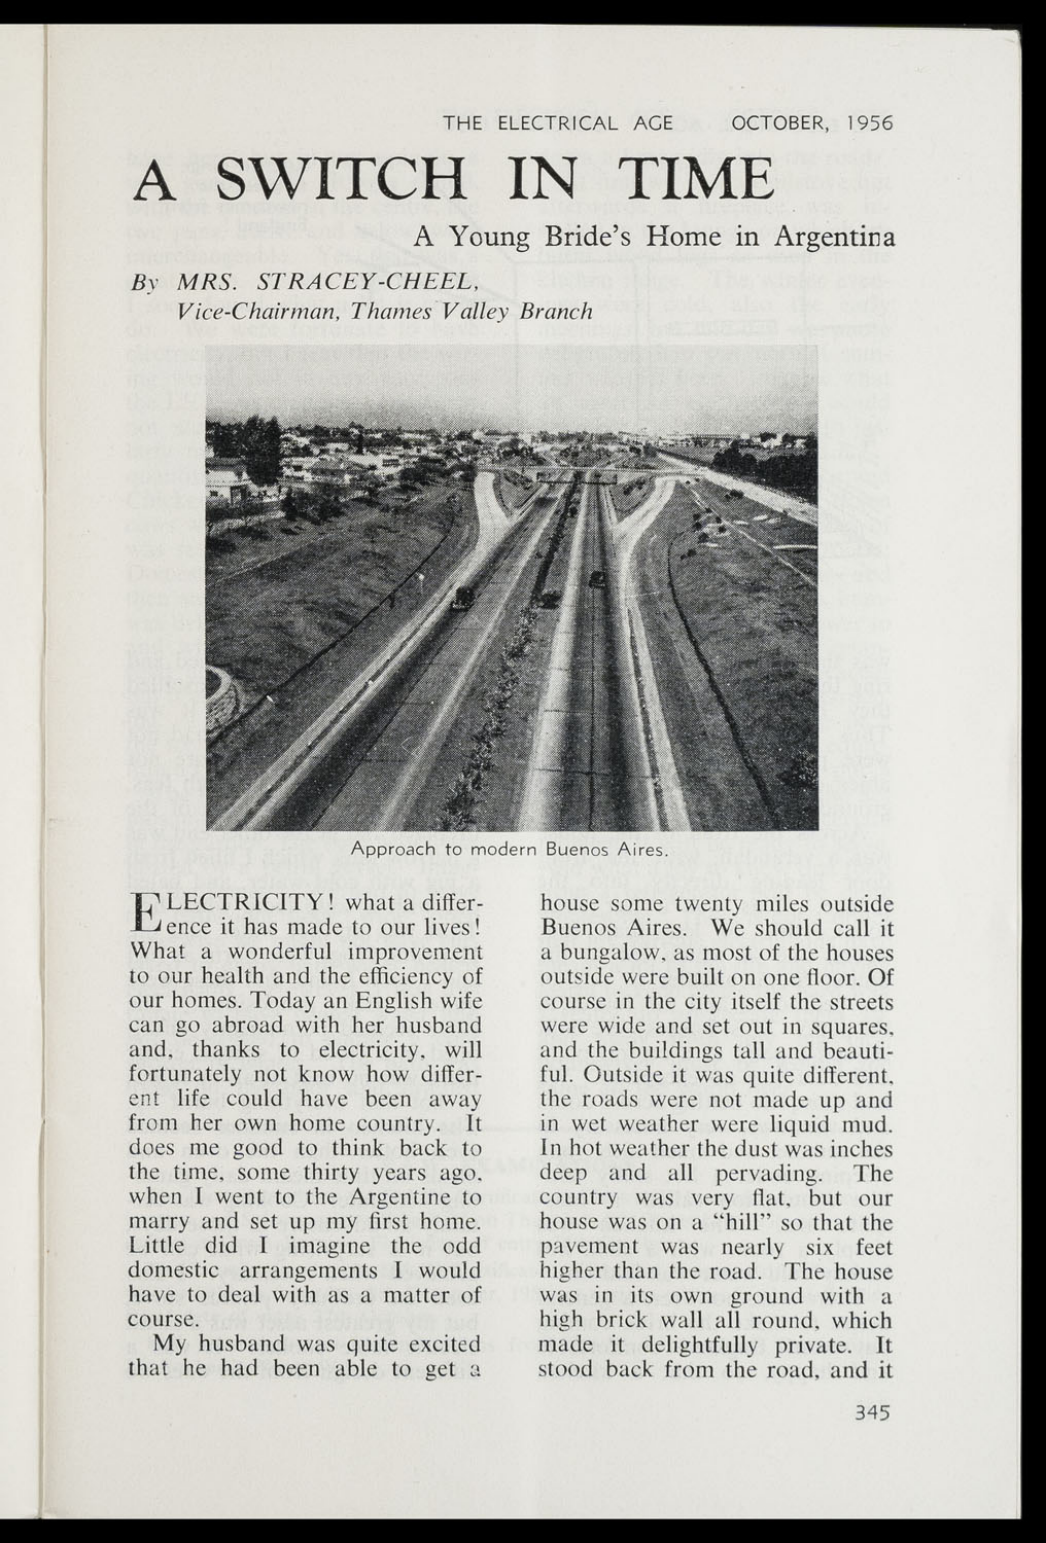 THE ELECTRICAL AGE OCTOBER, 1956
A SWITCH IN TIME
A Young Bride's Home in Argentina
By MRS. STRACEY-CHEEL,
Vice-Chairman, Thames Valley Branch
Approach to modern Buenos Aires.
ELECTRICITY! what a differ-
ence it has made to our lives!
What a wonderful improvement
to our health and the efficiency of
our homes. Today an English wife
can go abroad with her husband
and, thanks to electricity, will
fortunately not know how differ-
ent life could have been away
from her own home country. It
does me good to think back to
the time, some thirty years ago,
when I went to the Argentine to
marry and set up my first home.
Little did I imagine the odd
domestic arrangements I would
have to deal with as a matter of
course.
My husband was quite excited
that he had been able to get a
house some twenty miles outside
Buenos Aires. We should call it
a bungalow, as most of the houses
outside were built on one floor. Of
course in the city itself the streets
were wide and set out in squares,
and the buildings tall and beauti-
ful. Outside it was quite different,
the roads were not made up and
in wet weather were liquid mud.
In hot weather the dust was inches
deep and all pervading. The
country was very flat, but our
house was on a "hill" so that the
pavement was nearly six feet
higher than the road. The house
was in its own ground with a
high brick wall all round, which
made it delightfully private. It
stood back from the road, and it
345